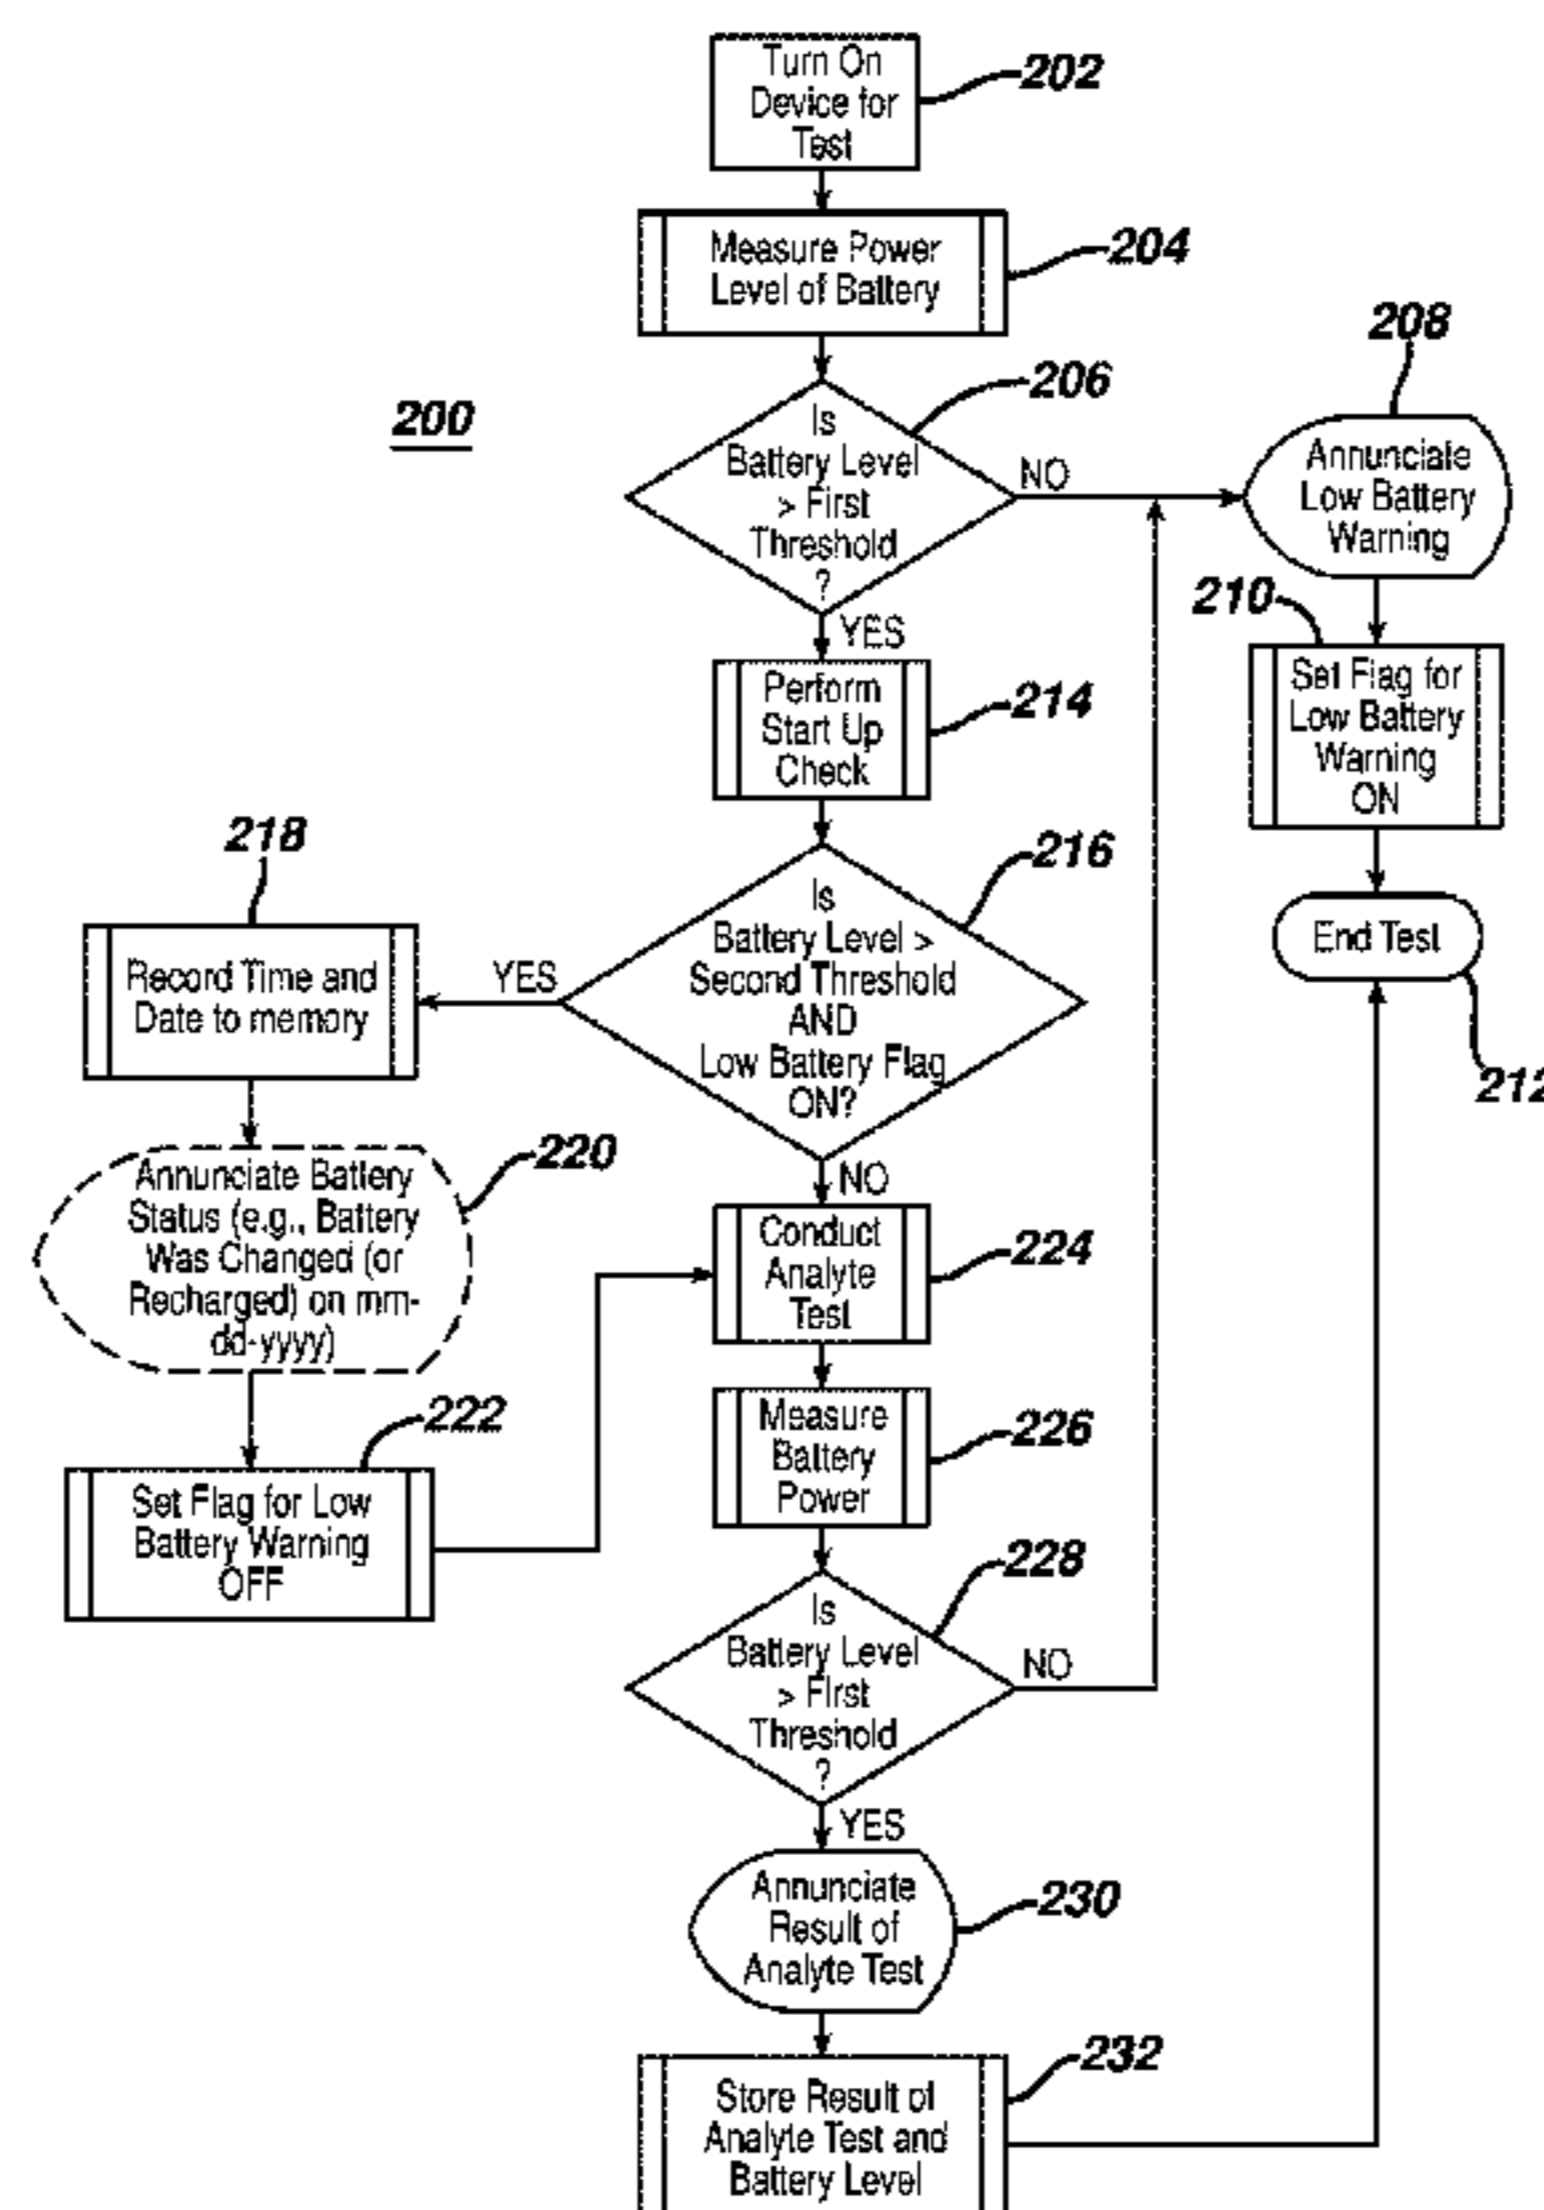 Turn On
Device for
Test
202
Measure Power
Level of Battery
204
200
Is
Battery Level
> First
Threshold
?
206
NO
208
Annunciate
Low Battery
Warning
210
Set Flag for
Low Battery
Warning
ON
End Test
212
YES
Perform
Start Up
Check
214
Is
Battery Level >
Second Threshold
AND
Low Battery Flag
ON?
216
YES
218
Record Time and
Date to memory
Annunciate Battery
Status (e.g., Battery
Was Changed (or
Recharged) on mm-
dd-yyyy)
220
222
Set Flag for Low
Battery Warning
OFF
NO
Conduct
Analyte
Test
224
Measure
Battery
Power
226
Is
Battery Level
> First
Threshold
?
228
NO
YES
Annunciate
Result of
Analyte Test
230
Store Result of
Analyte Test and
Battery Level
232